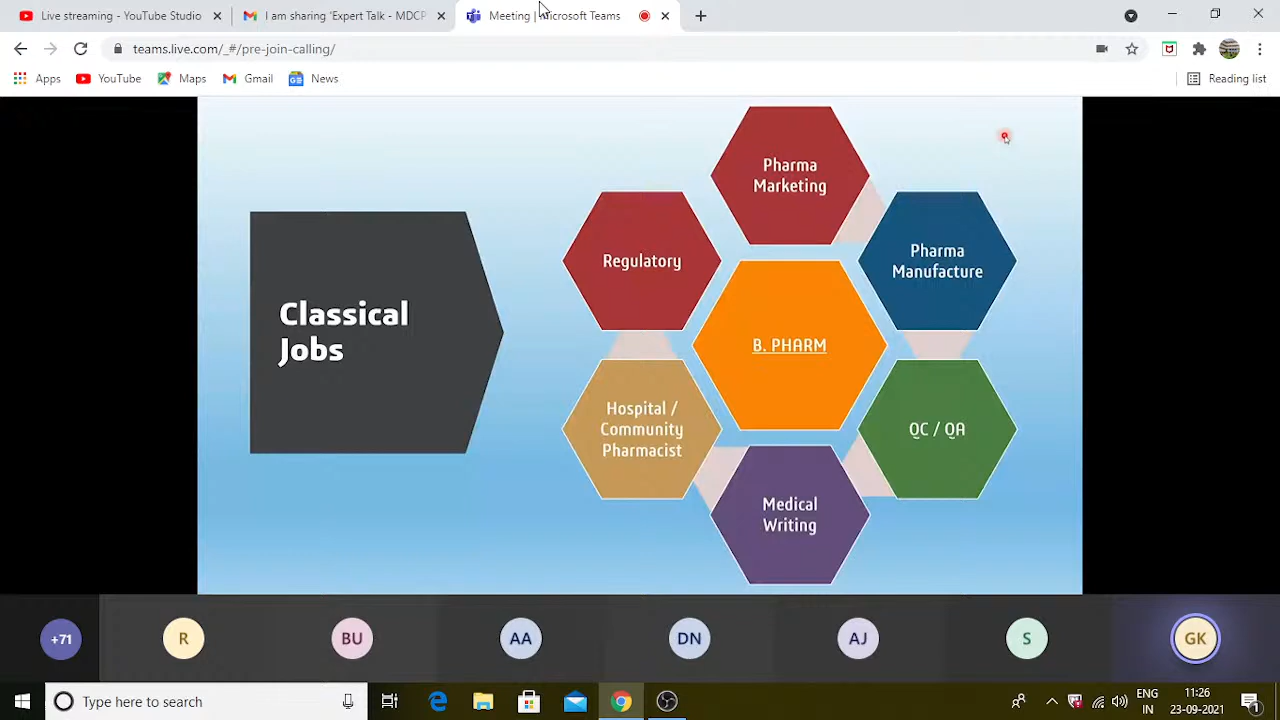 Live streaming - YouTube Studio
I am sharing 'Expert Talk - MDCP
Meeting | Microsoft Teams
teams.live.com/_#/pre-join-calling/
Apps
YouTube
Maps
Gmail
News
Reading list
Classical
Jobs
Pharma
Marketing
Regulatory
Pharma
Manufacture
B. PHARM
Hospital /
Community
Pharmacist
QC / QA
Medical
Writing
+71
R
BU
AA
DN
AJ
S
GK
Type here to search
ENG
IN
11:26
23-09-2021
1